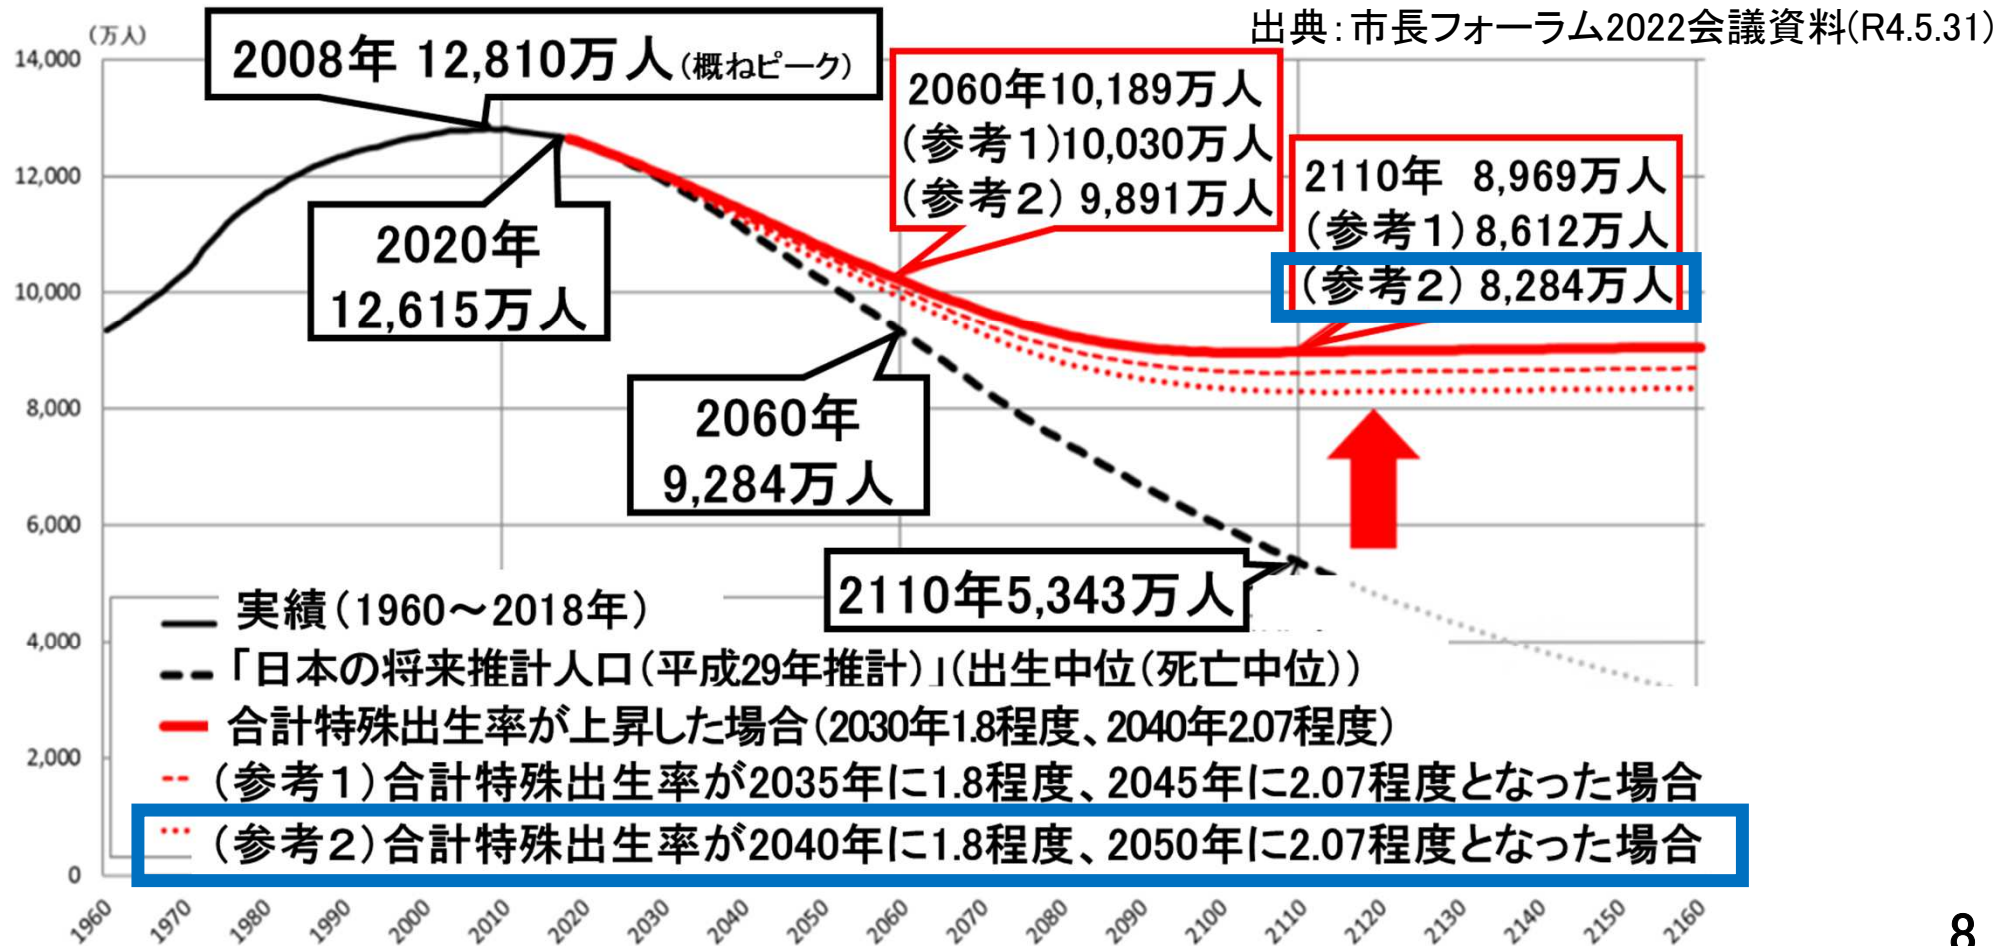 出典：市長フォーラム2022会議資料(R4.5.31)
（万人）
14,000
12,000
10,000
8,000
6,000
4,000
2,000
0
2008年 12,810万人（概ねピーク）
2020年
12,615万人
2060年10,189万人
（参考１）10,030万人
（参考２） 9,891万人
2110年 8,969万人
（参考１） 8,612万人
（参考２） 8,284万人
2060年
9,284万人
2110年5,343万人
実績（1960～2018年）
「日本の将来推計人口（平成29年推計）」（出生中位（死亡中位））
合計特殊出生率が上昇した場合（2030年1.8程度、2040年2.07程度）
（参考１）合計特殊出生率が2035年に1.8程度、2045年に2.07程度となった場合
（参考２）合計特殊出生率が2040年に1.8程度、2050年に2.07程度となった場合
1960 1970 1980 1990 2000 2010 2020 2030 2040 2050 2060 2070 2080 2090 2100 2110 2120 2130 2140 2150 2160
8